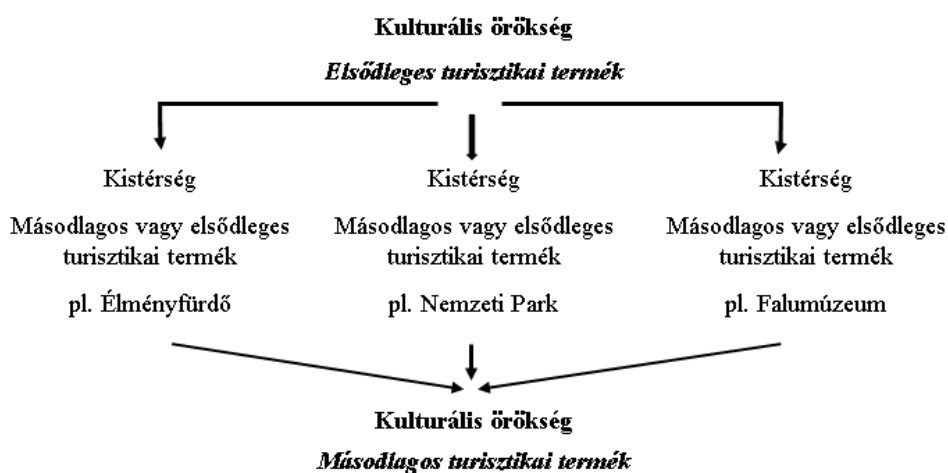 Kulturális örökség
Elsődleges turisztikai termék
Kistérség
Másodlagos vagy elsődleges
turisztikai termék
pl. Élményfürdő
Kistérség
Másodlagos vagy elsődleges
turisztikai termék
pl. Nemzeti Park
Kistérség
Másodlagos vagy elsődleges
turisztikai termék
pl. Falumúzeum
Kulturális örökség
Másodlagos turisztikai termék